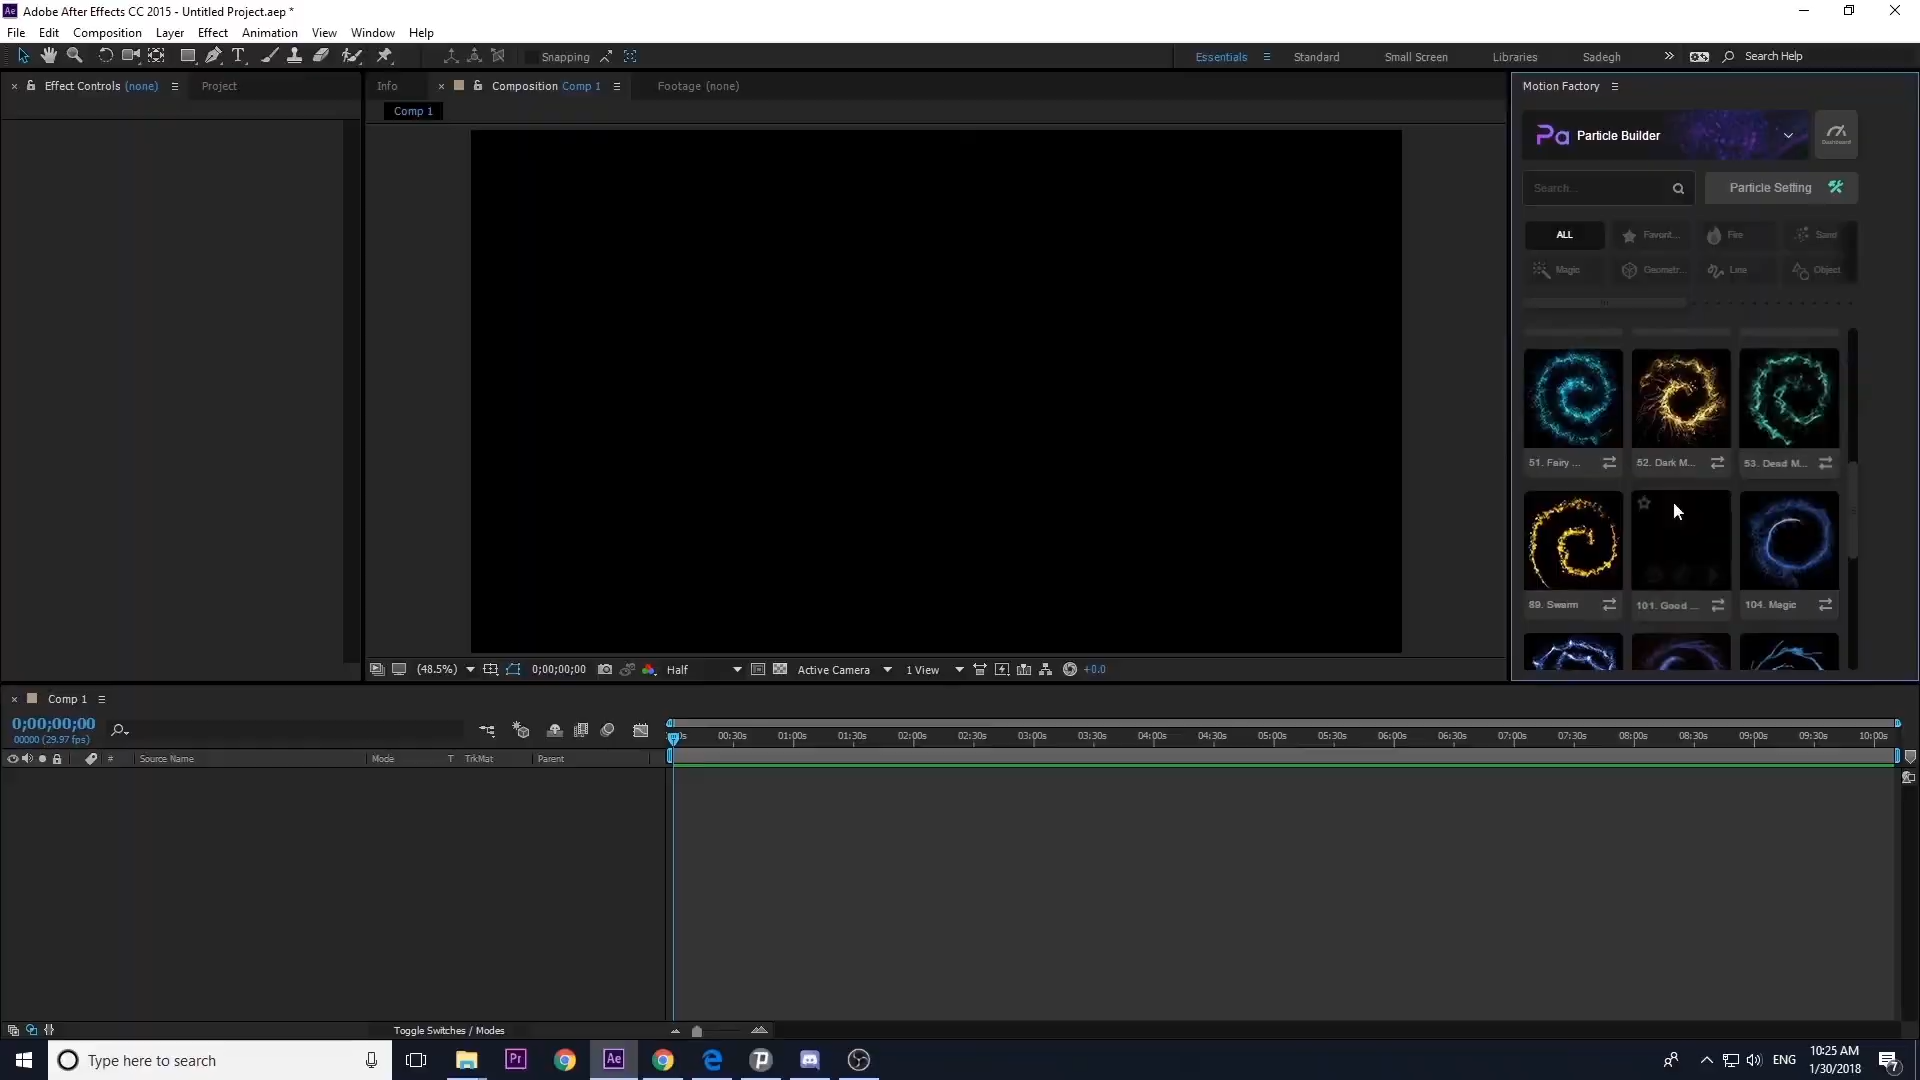 Adobe After Effects CC 2015 - Untitled Project.aep *
File Edit Composition Layer Effect Animation View Window Help
Snapping
Essentials Standard Small Screen Libraries Sadegh Search Help
Effect Controls (none) Project
Info Composition Comp 1 Footage (none)
Comp 1
Motion Factory
Pa Particle Builder
Dashboard
Search... Particle Setting
ALL Favorit... Fire Sand
Magic Geometr... Line Object
51. Fairy ... 52. Dark M... 53. Dead M...
89. Swarm 101. Good ... 104. Magic
(48.5%) 0;00;00;00 Half Active Camera 1 View +0.0
Comp 1
0;00;00;00
00000 (29.97 fps)
00:30s 01:00s 01:30s 02:00s 02:30s 03:00s 03:30s 04:00s 04:30s 05:00s 05:30s 06:00s 06:30s 07:00s 07:30s 08:00s 08:30s 09:00s 09:30s 10:00s
# Source Name Mode T TrkMat Parent
Toggle Switches / Modes
Type here to search
Pr Ae
ENG
10:25 AM
1/30/2018
7